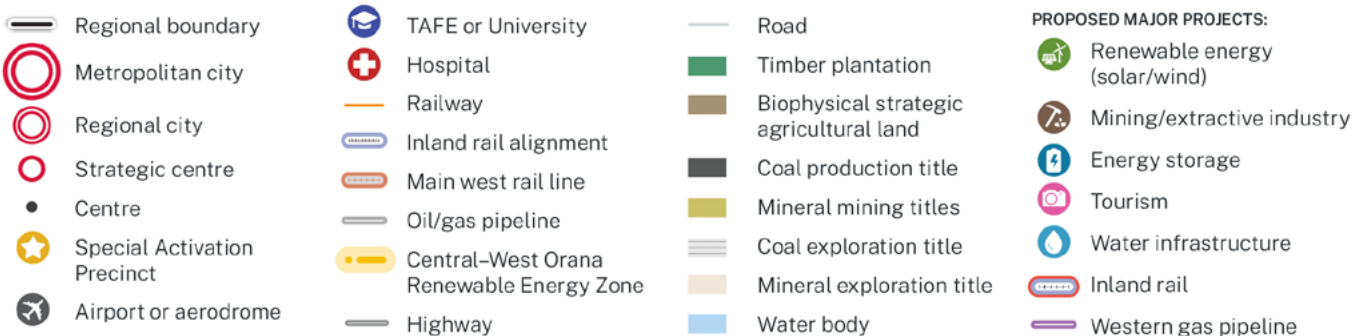 Regional boundary
Metropolitan city
Regional city
Strategic centre
Centre
Special Activation
Precinct
Airport or aerodrome
TAFE or University
Hospital
Railway
Inland rail alignment
Main west rail line
Oil/gas pipeline
Central–West Orana
Renewable Energy Zone
Highway
Road
Timber plantation
Biophysical strategic
agricultural land
Coal production title
Mineral mining titles
Coal exploration title
Mineral exploration title
Water body
PROPOSED MAJOR PROJECTS:
Renewable energy
(solar/wind)
Mining/extractive industry
Energy storage
Tourism
Water infrastructure
Inland rail
Western gas pipeline